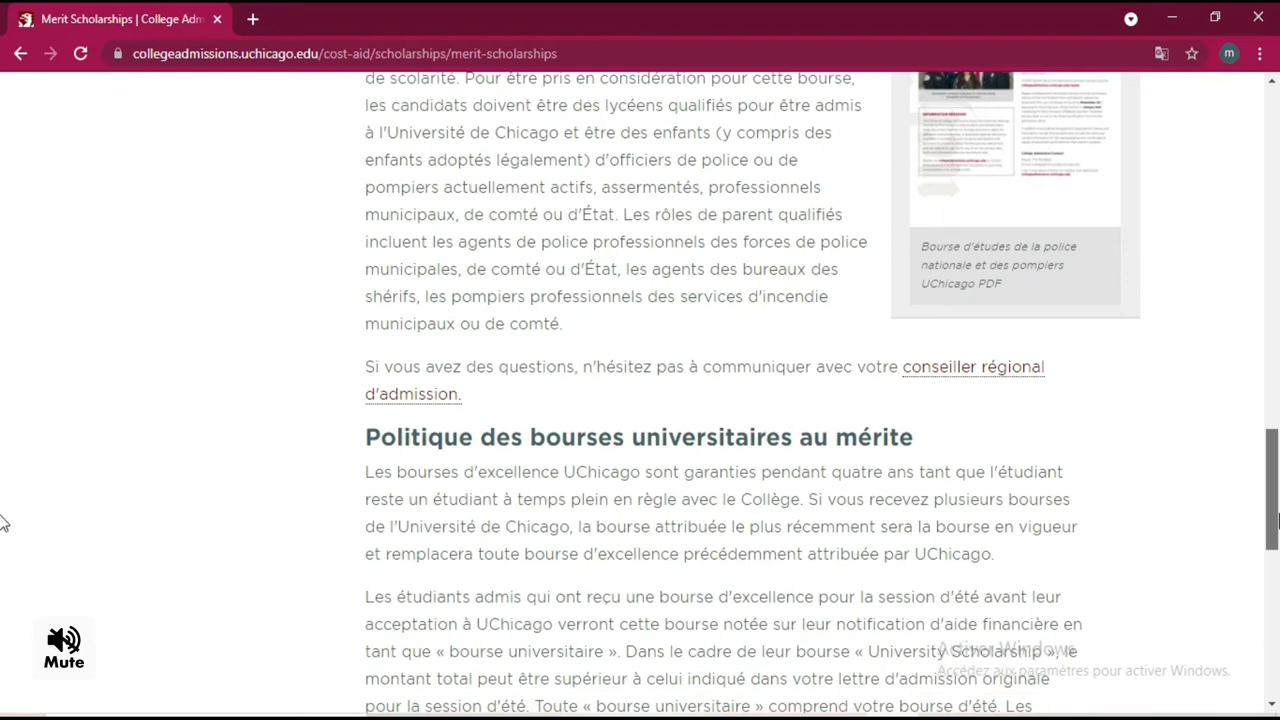 Merit Scholarships | College Adm
collegeadmissions.uchicago.edu/cost-aid/scholarships/merit-scholarships
m
de scolarité. Pour être pris en considération pour cette bourse,
candidats doivent être des élèves qualifiés pour être admis
à l'Université de Chicago et être des enfants (y compris des
enfants adoptés légalement) d'officiers de police ou de
pompiers actuellement actifs, assermentés, professionnels
municipaux, de comté ou d'État. Les rôles de parent qualifiés
incluent les agents de police professionnels des forces de police
municipales, de comté ou d'État, les agents des bureaux des
shérifs, les pompiers professionnels des services d'incendie
municipaux ou de comté.
Bourse d'études de la police
nationale et des pompiers
UChicago PDF
Si vous avez des questions, n'hésitez pas à communiquer avec votre conseiller régional
d'admission.
Politique des bourses universitaires au mérite
Les bourses d'excellence UChicago sont garanties pendant quatre ans tant que l'étudiant
reste un étudiant à temps plein en règle avec le Collège. Si vous recevez plusieurs bourses
de l'Université de Chicago, la bourse attribuée le plus récemment sera la bourse en vigueur
et remplacera toute bourse d'excellence précédemment attribuée par UChicago.
Les étudiants admis qui ont reçu une bourse d'excellence pour la session d'été avant leur
acceptation à UChicago verront cette bourse notée sur leur notification d'aide financière en
tant que « bourse universitaire ». Dans le cadre de leur bourse « University Scholarship », le
montant total peut être supérieur à celui indiqué dans votre lettre d'admission originale
pour la session d'été. Toute « bourse universitaire » comprend votre bourse d'été. Les
Activer Windows
Accédez aux paramètres pour activer Windows.
Mute